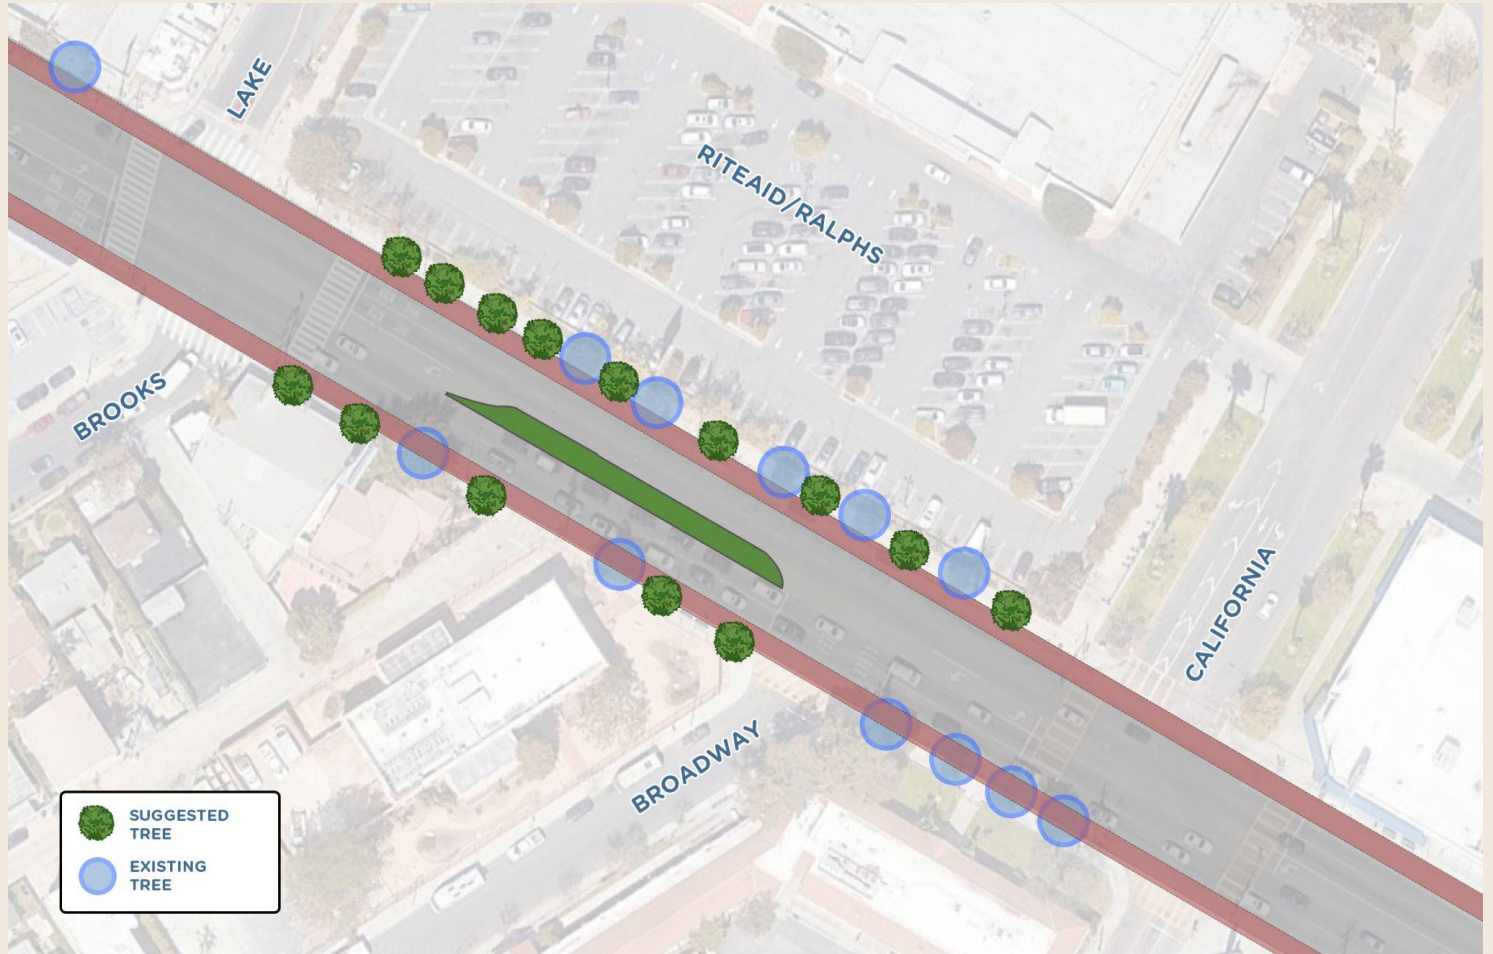 LAKE
RITEAID/RALPHS
BROOKS
CALIFORNIA
BROADWAY
SUGGESTED
TREE
EXISTING
TREE